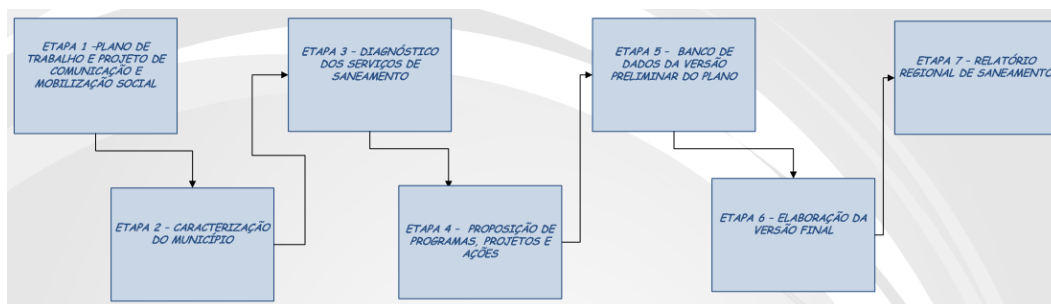 ETAPA 1 -PLANO DE
TRABALHO E PROJETO DE
COMUNICAÇÃO E
MOBILIZAÇÃO SOCIAL
ETAPA 2 - CARACTERIZAÇÃO
DO MUNICÍPIO
ETAPA 3 - DIAGNÓSTICO
DOS SERVIÇOS DE
SANEAMENTO
ETAPA 4 - PROPOSIÇÃO DE
PROGRAMAS, PROJETOS E
AÇÕES
ETAPA 5 - BANCO DE
DADOS DA VERSÃO
PRELIMINAR DO PLANO
ETAPA 6 - ELABORAÇÃO DA
VERSÃO FINAL
ETAPA 7 - RELATÓRIO
REGIONAL DE SANEAMENTO